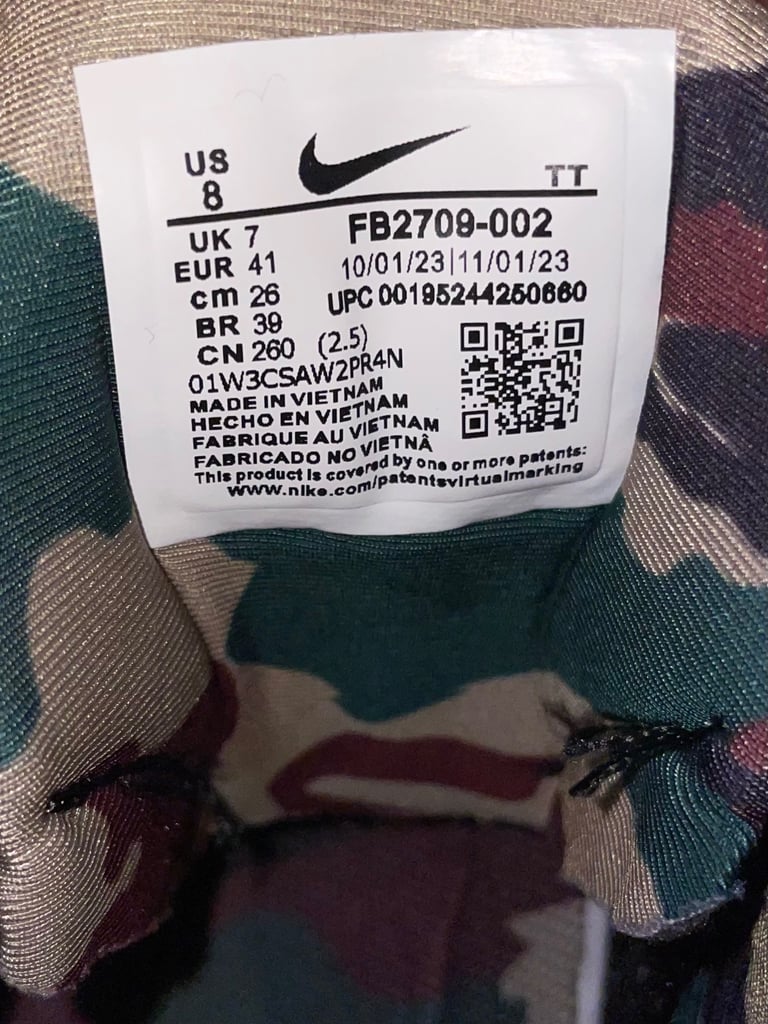 US
8
TT
UK 7
FB2709-002
EUR 41
10/01/23|11/01/23
cm 26
UPC 00195244250660
BR 39
CN 260 (2.5)
01W3CSAW2PR4N
MADE IN VIETNAM
HECHO EN VIETNAM
FABRIQUE AU VIETNAM
FABRICADO NO VIETNÂ
This product is covered by one or more patents:
www.nike.com/patentsvirtualmarking